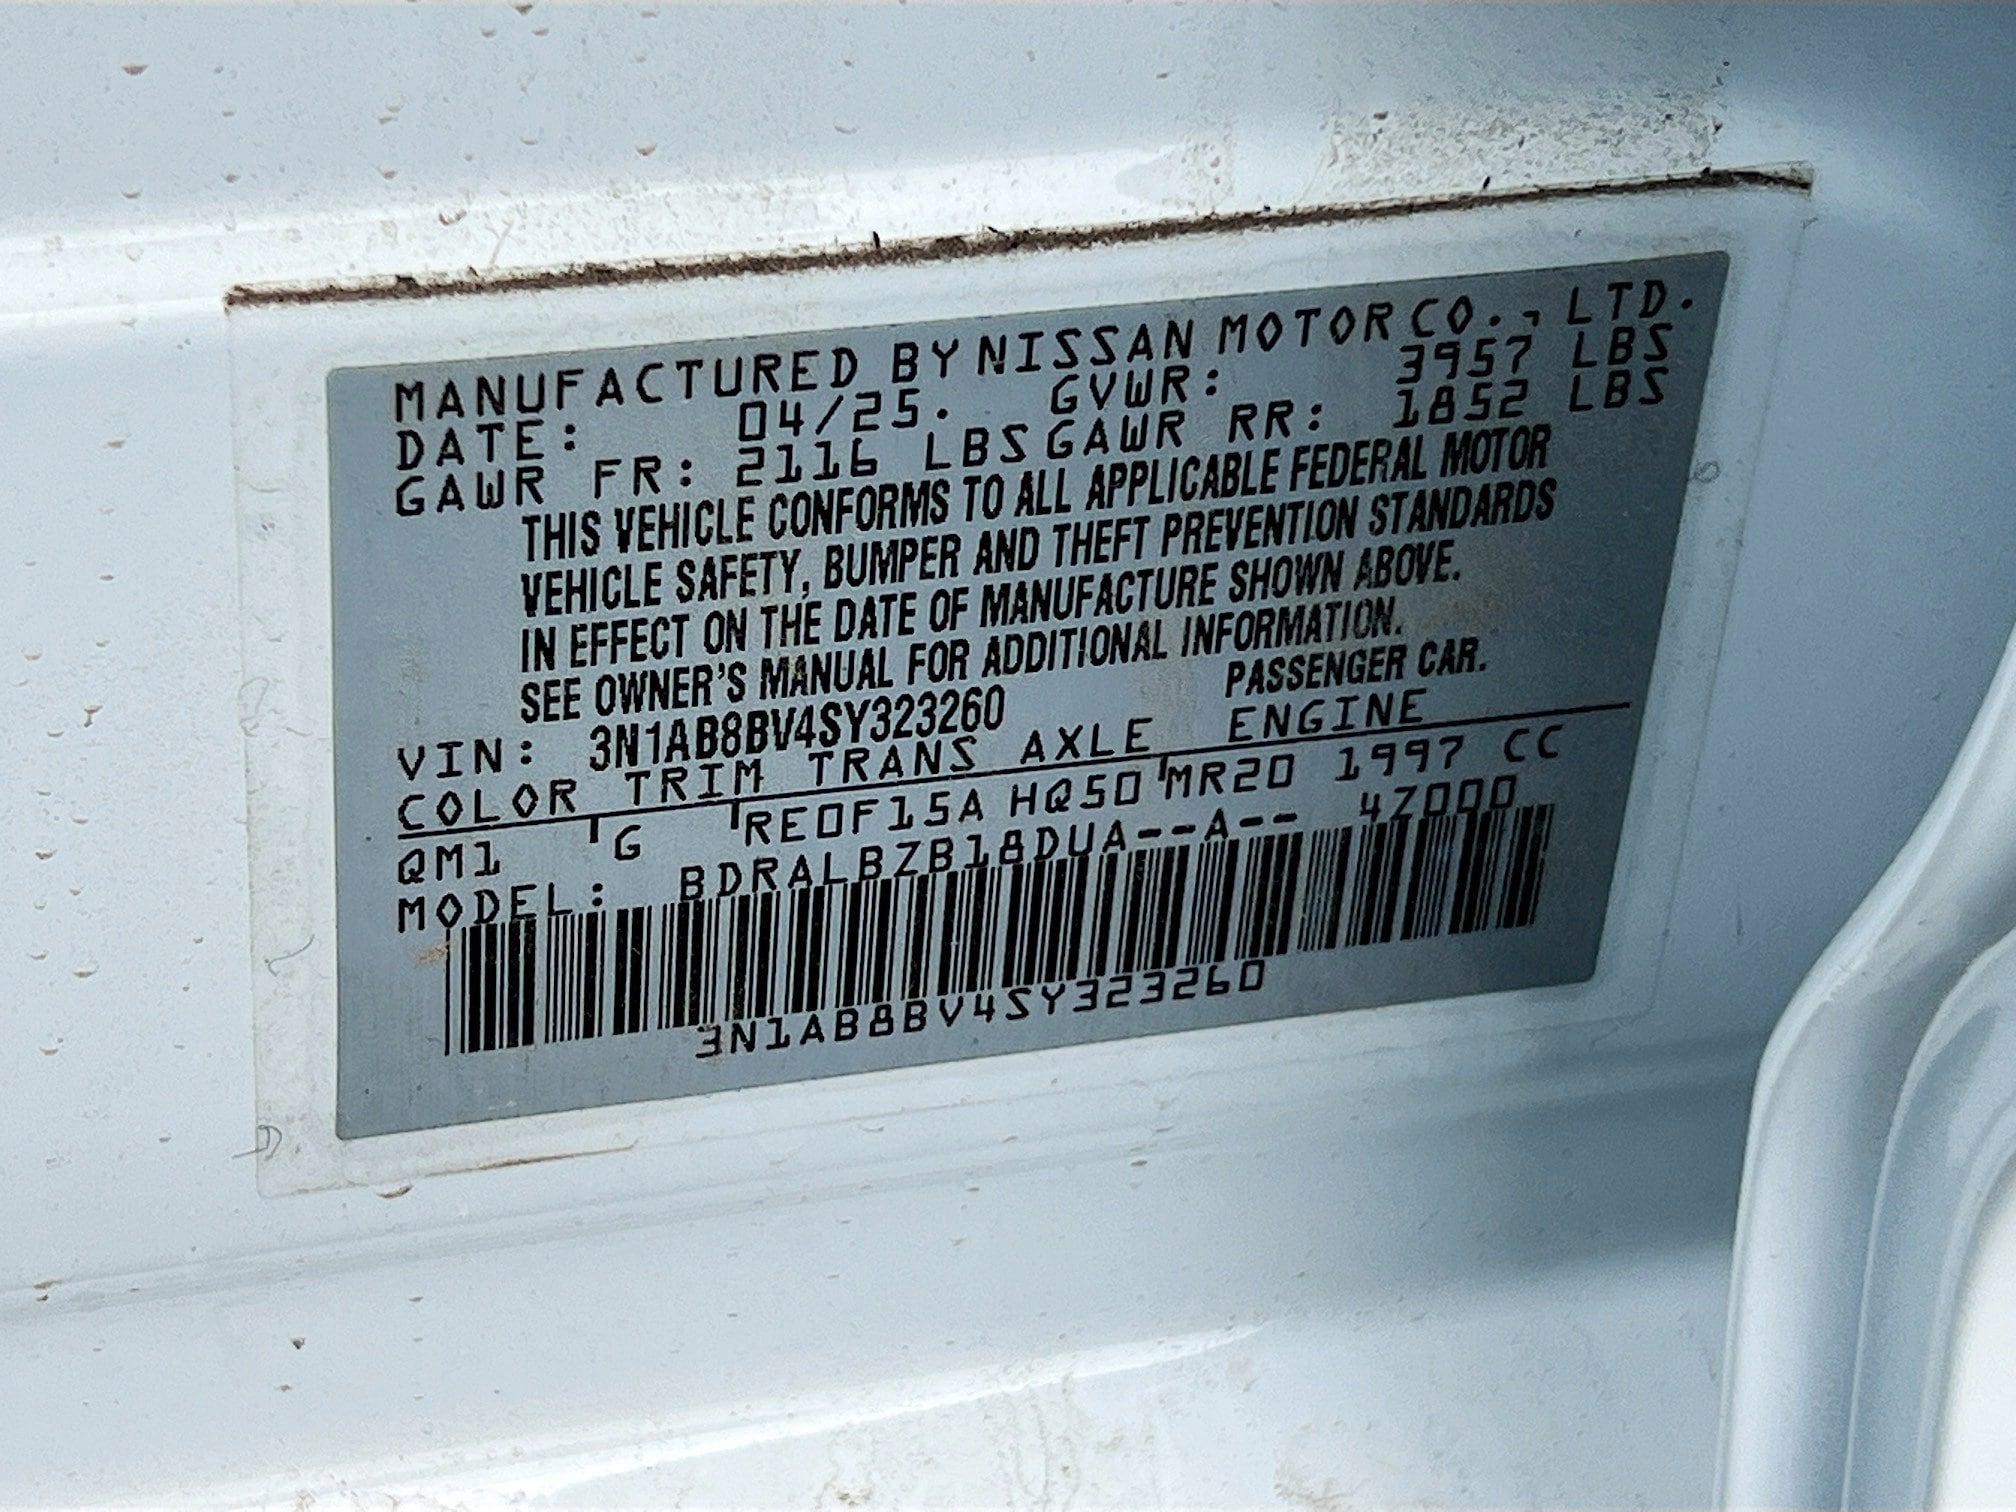 MANUFACTURED BY NISSAN MOTOR CO., LTD.
DATE: 04/25. GVWR: 3957 LBS
GAWR FR: 2116 LBS GAWR RR: 1852 LBS
THIS VEHICLE CONFORMS TO ALL APPLICABLE FEDERAL MOTOR
VEHICLE SAFETY, BUMPER AND THEFT PREVENTION STANDARDS
IN EFFECT ON THE DATE OF MANUFACTURE SHOWN ABOVE.
SEE OWNER'S MANUAL FOR ADDITIONAL INFORMATION.
VIN: 3N1AB8BV4SY323260 PASSENGER CAR.
COLOR TRIM TRANS AXLE ENGINE
QM1 G RE0F15A HQ50 MR20 1997 CC
MODEL: BDRALBZB18DUA--A-- 4Z000
3N1AB8BV4SY323260